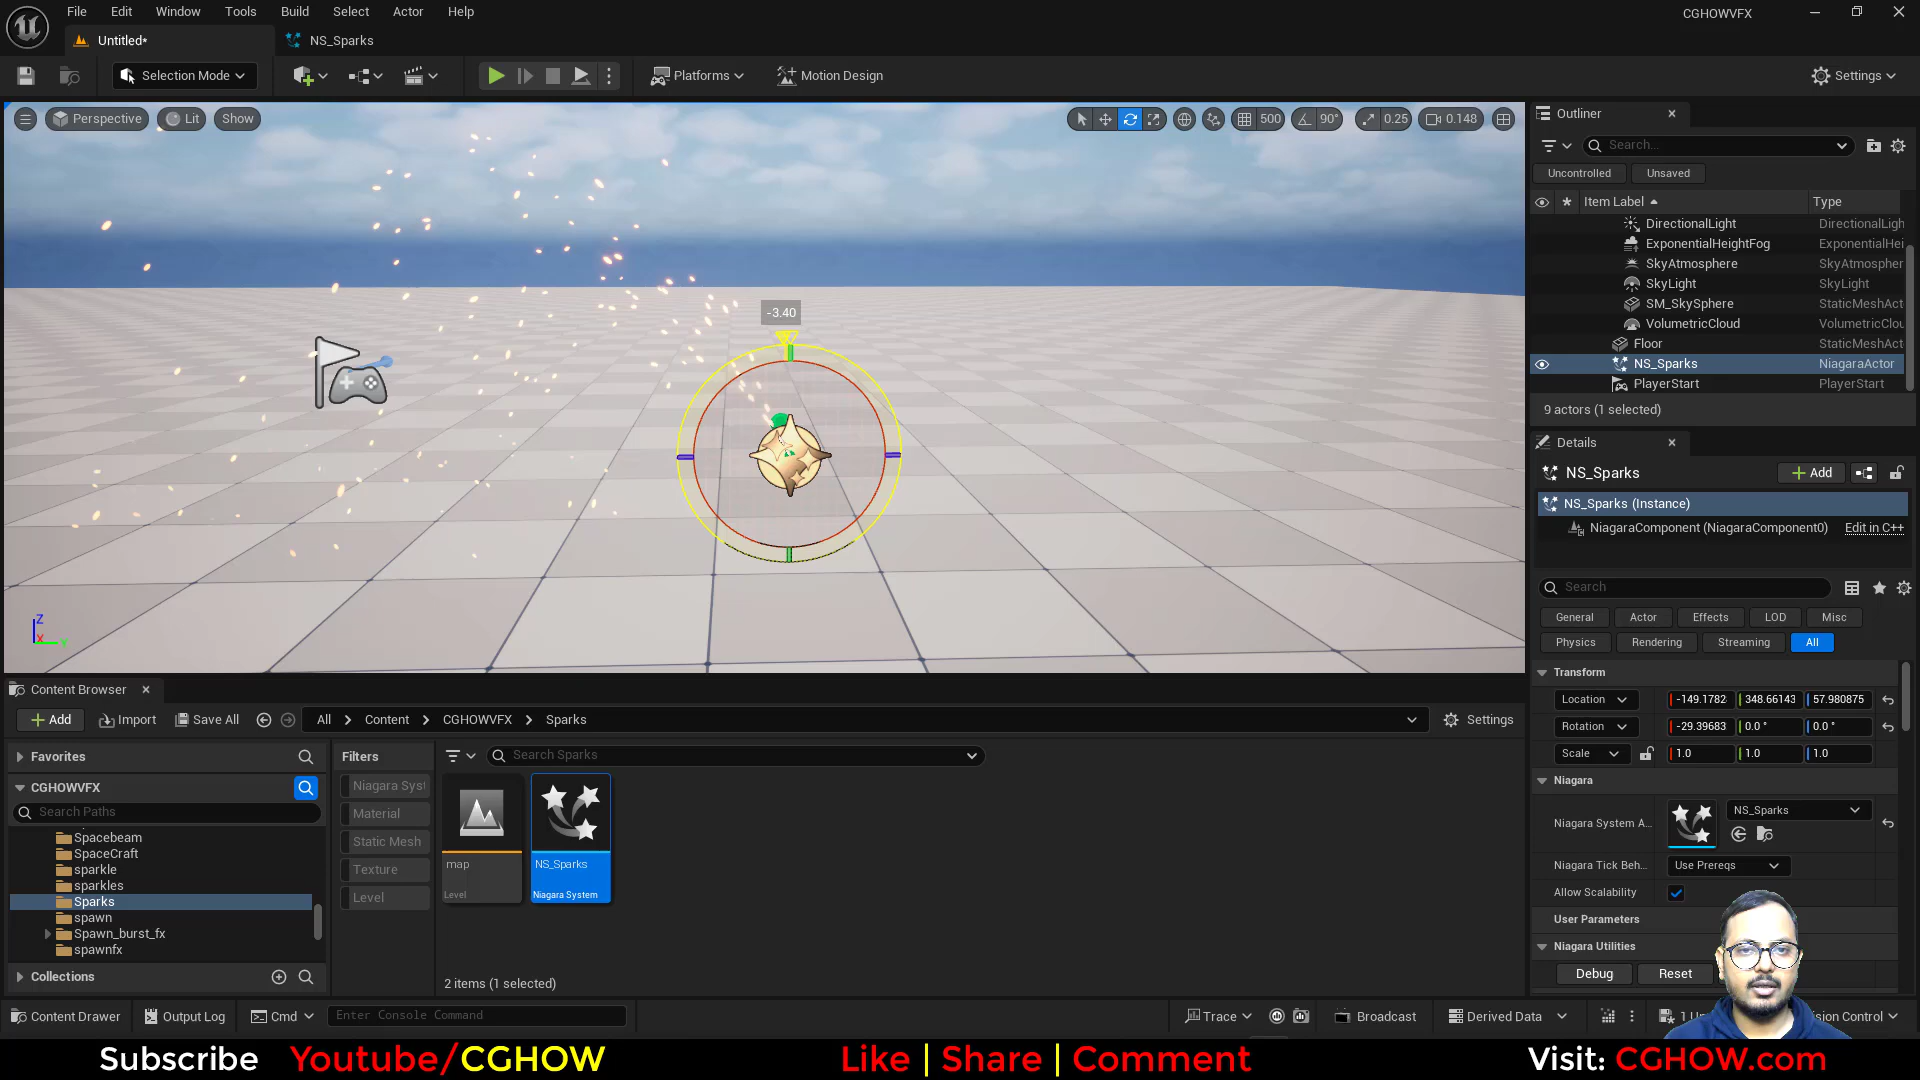 File Edit Window Tools Build Select Actor Help
CGHOWVFX
Untitled*
NS_Sparks
Selection Mode
Platforms
Motion Design
Settings
Perspective
Lit
Show
500
90°
0.25
0.148
-3.40
Z
X
Y
Outliner
Search...
Uncontrolled
Unsaved
Item Label
Type
DirectionalLight DirectionalLigh
ExponentialHeightFog ExponentialHei
SkyAtmosphere SkyAtmospher
SkyLight SkyLight
SM_SkySphere StaticMeshAct
VolumetricCloud VolumetricClou
Floor StaticMeshAct
NS_Sparks NiagaraActor
PlayerStart PlayerStart
9 actors (1 selected)
Details
NS_Sparks
Add
NS_Sparks (Instance)
NiagaraComponent (NiagaraComponent0) Edit in C++
Search
General Actor Effects LOD Misc
Physics Rendering Streaming All
Transform
Location -149.1782 348.66143 57.980875
Rotation -29.39683 0.0 ° 0.0 °
Scale 1.0 1.0 1.0
Niagara
Niagara System A... NS_Sparks
Niagara Tick Beh... Use Prereqs
Allow Scalability
User Parameters
Niagara Utilities
Debug Reset
Content Browser
Add
Import
Save All
All Content CGHOWVFX Sparks
Settings
Favorites
CGHOWVFX
Search Paths
Spacebeam
SpaceCraft
sparkle
sparkles
Sparks
spawn
Spawn_burst_fx
spawnfx
Collections
Filters
Niagara Syst
Material
Static Mesh
Texture
Level
Search Sparks
map
Level
NS_Sparks
Niagara System
2 items (1 selected)
Content Drawer
Output Log
Cmd
Enter Console Command
Trace
Broadcast
Derived Data
Subscribe Youtube/CGHOW
Like | Share | Comment
Visit: CGHOW.com